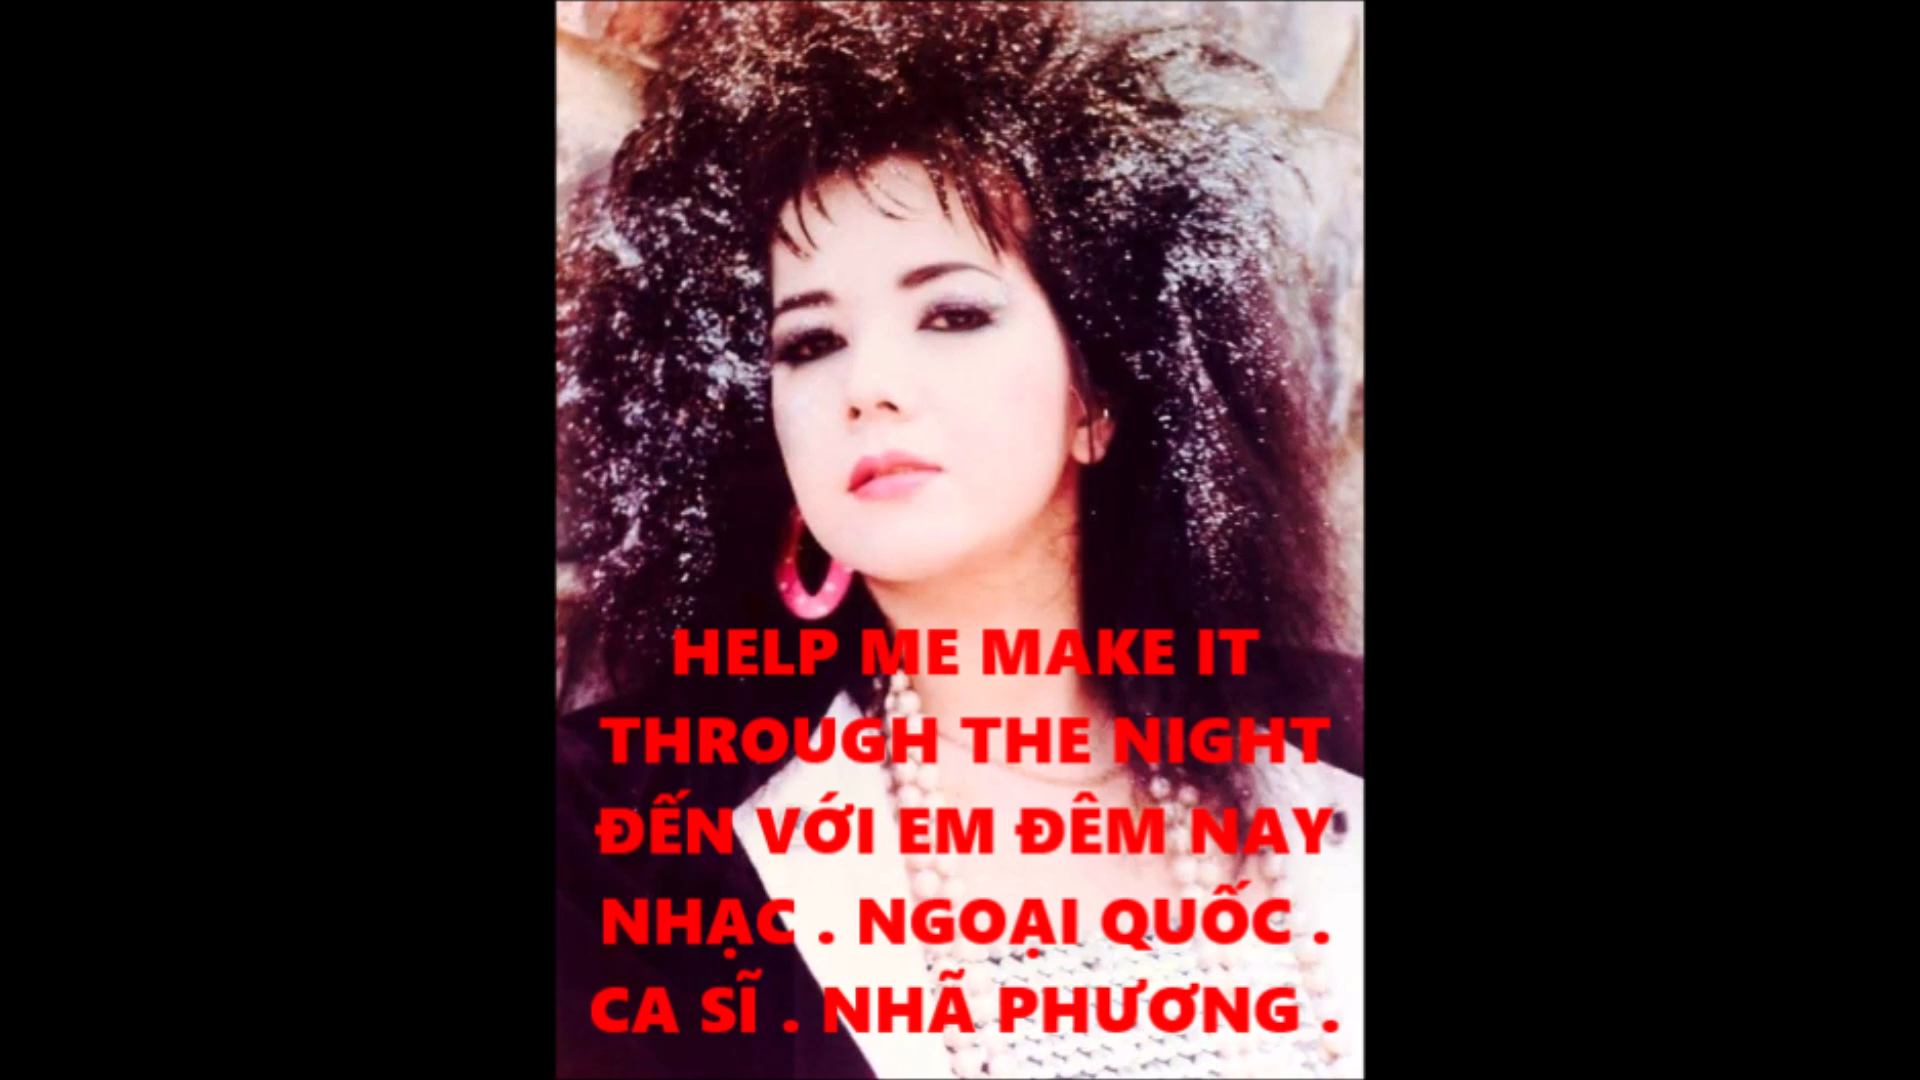 HELP ME MAKE IT
THROUGH THE NIGHT
ĐẾN VỚI EM ĐÊM NAY
NHẠC . NGOẠI QUỐC .
CA SĨ . NHÃ PHƯƠNG .